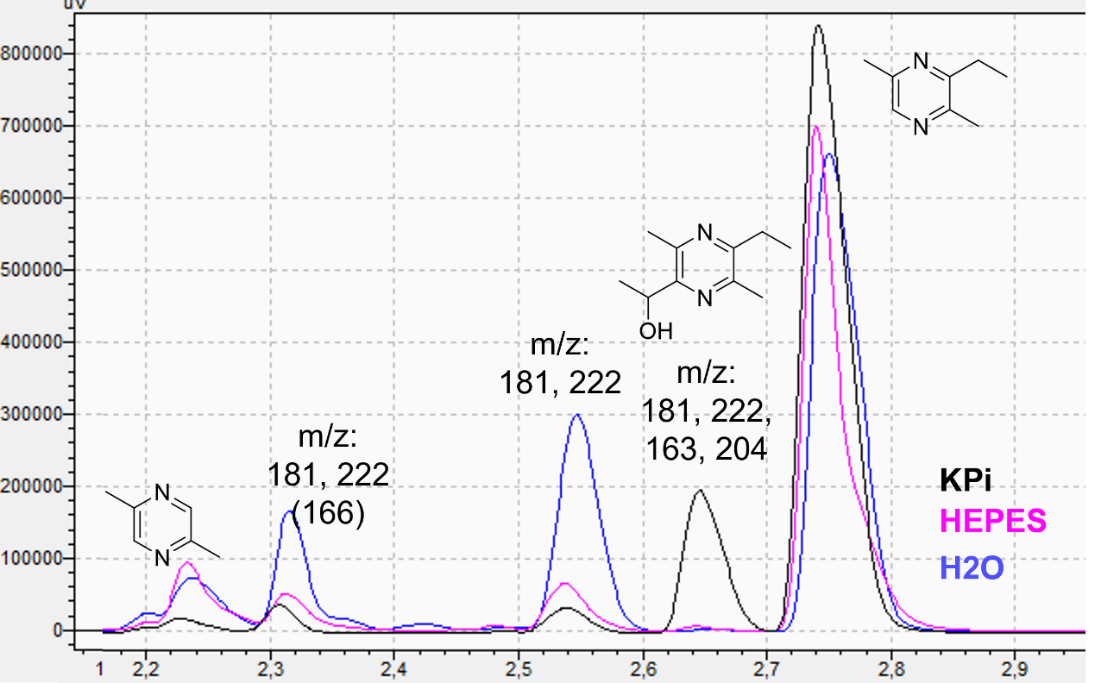 uV
800000
700000
600000
500000
400000
300000
200000
100000
0
1 2,2 2,3 2,4 2,5 2,6 2,7 2,8 2,9
N
N
m/z:
181, 222
(166)
m/z:
181, 222
N
N
OH
m/z:
181, 222,
163, 204
N
N
KPi
HEPES
H2O